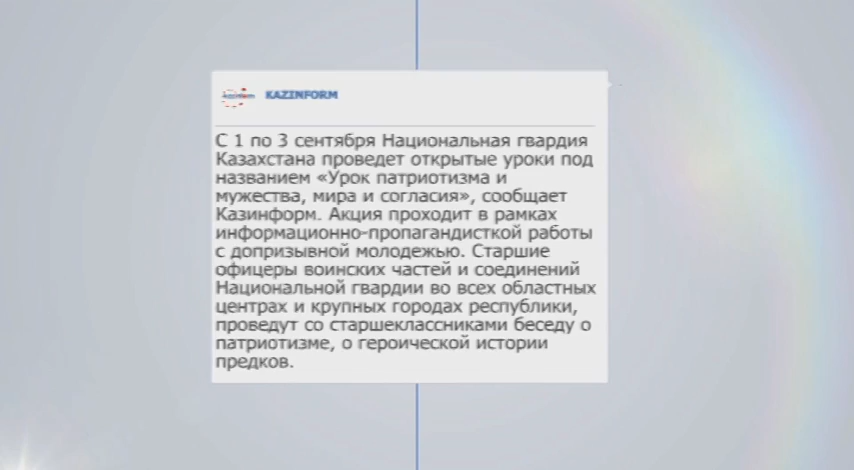 KAZINFORM
С 1 по 3 сентября Национальная гвардия
Казахстана проведет открытые уроки под
названием «Урок патриотизма и
мужества, мира и согласия», сообщает
Казинформ. Акция проходит в рамках
информационно-пропагандисткой работы
с допризывной молодежью. Старшие
офицеры воинских частей и соединений
Национальной гвардии во всех областных
центрах и крупных городах республики,
проведут со старшеклассниками беседу о
патриотизме, о героической истории
предков.